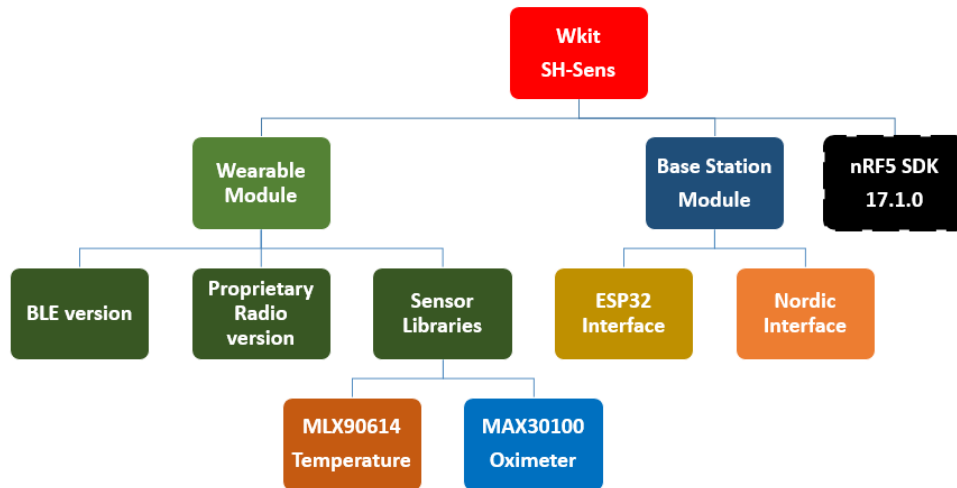 Wkit
SH-Sens
Wearable
Module
Base Station
Module
nRF5 SDK
17.1.0
BLE version
Proprietary
Radio
version
Sensor
Libraries
ESP32
Interface
Nordic
Interface
MLX90614
Temperature
MAX30100
Oximeter